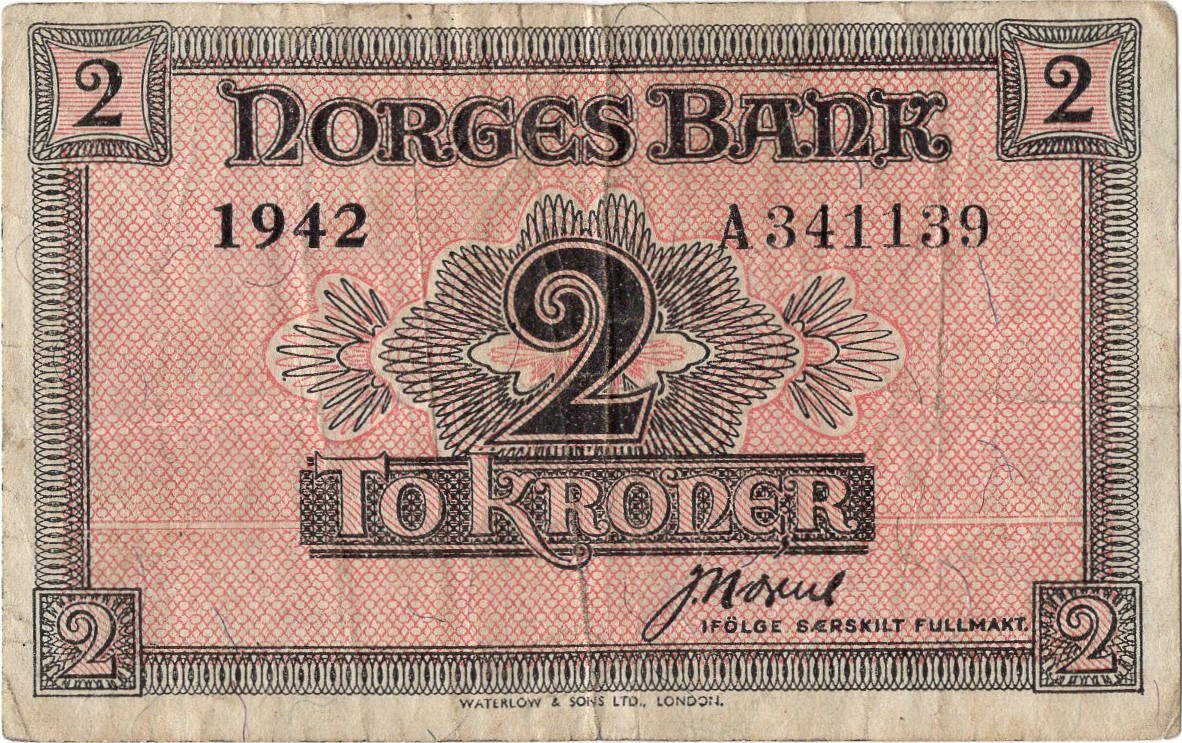 2 2
NORGES BANK
1942 A341139
2
TO KRONER
IFÖLGE SÆRSKILT FULLMAKT.
2 2
WATERLOW & SONS LTD., LONDON.